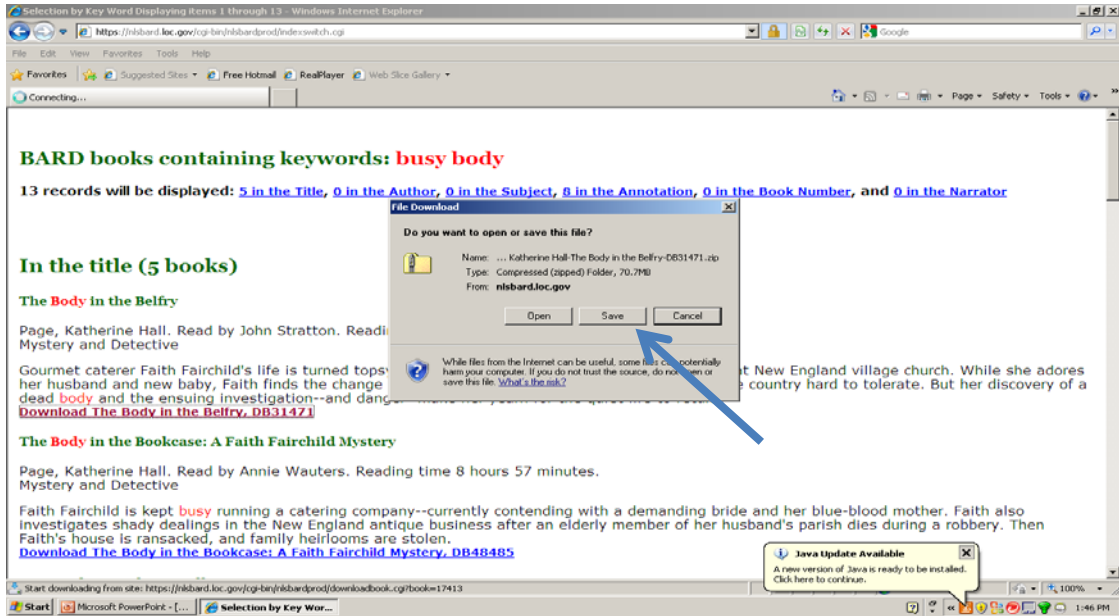 Selection by Key Word Displaying items 1 through 13 - Windows Internet Explorer
https://nlsbard.loc.gov/cgi-bin/nlsbardprod/index.switch.cgi
Google
File Edit View Favorites Tools Help
Favorites Suggested Sites Free Hotmail RealPlayer Web Slice Gallery
Connecting...
Page Safety Tools
BARD books containing keywords: busy body
13 records will be displayed: 5 in the Title, 0 in the Author, 0 in the Subject, 8 in the Annotation, 0 in the Book Number, and 0 in the Narrator
File Download
Do you want to open or save this file?
Name: ... Katherine Hall-The Body in the Belfry-DB31471.zip
Type: Compressed (zipped) Folder, 70.7MB
From: nlsbard.loc.gov
Open Save Cancel
While files from the Internet can be useful, some files can potentially
harm your computer. If you do not trust the source, do not open or
save this file. What's the risk?
In the title (5 books)
The Body in the Belfry
Page, Katherine Hall. Read by John Stratton.
Mystery and Detective
Gourmet caterer Faith Fairchild's life is turned New England village church. While she adores
her husband and new baby, Faith finds the change country hard to tolerate. But her discovery of a
dead body and the ensuing investigation--and
Download The Body in the Belfry, DB31471
The Body in the Bookcase: A Faith Fairchild Mystery
Page, Katherine Hall. Read by Annie Wauters. Reading time 8 hours 57 minutes.
Mystery and Detective
Faith Fairchild is kept busy running a catering company--currently contending with a demanding bride and her blue-blood mother. Faith also
investigates shady dealings in the New England antique business after an elderly member of her husband's parish dies during a robbery. Then
Faith's house is ransacked, and family heirlooms are stolen.
Download The Body in the Bookcase: A Faith Fairchild Mystery, DB48485
Java Update Available
A new version of Java is ready to be installed.
Click here to continue.
Start downloading from site: https://nlsbard.loc.gov/cgi-bin/nlsbardprod/downloadbook.cgi?book=17413
100%
Start Microsoft PowerPoint - [... Selection by Key Wor... 1:46 PM